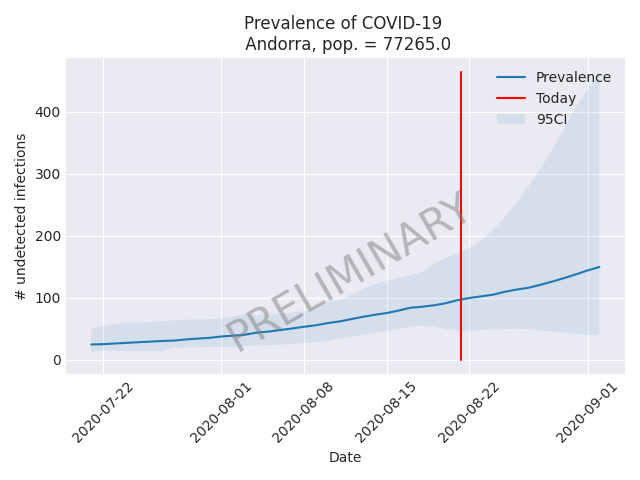 Prevalence of COVID-19
Andorra, pop. = 77265.0
# undetected infections
400
300
200
100
0
Prevalence
Today
95CI
PRELIMINARY
2020-07-22
2020-08-01
2020-08-08
2020-08-15
2020-08-22
2020-09-01
Date